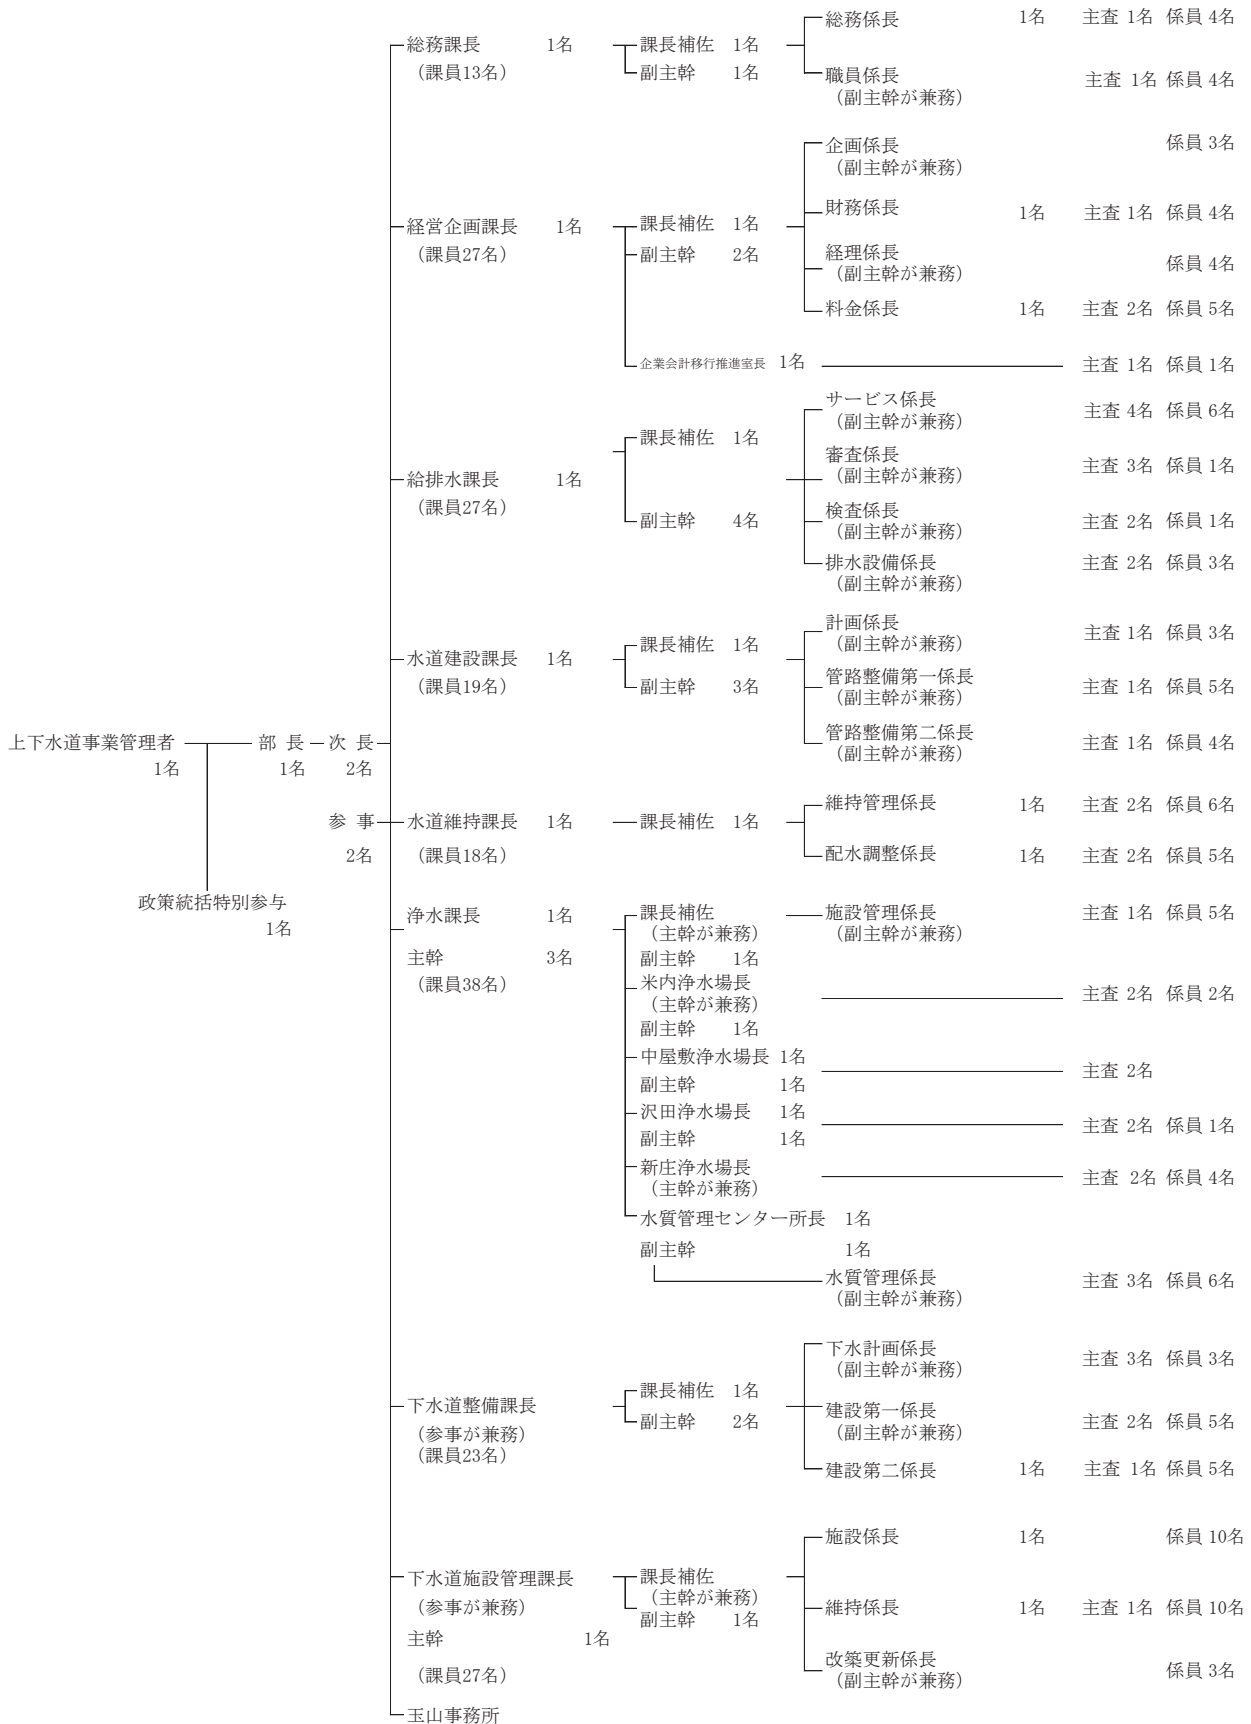 総務課長 1名
（課員13名）
課長補佐 1名
副主幹 1名
総務係長 1名 主査 1名 係員 4名
職員係長 主査 1名 係員 4名
（副主幹が兼務）
経営企画課長 1名
（課員27名）
課長補佐 1名
副主幹 2名
企画係長 係員 3名
（副主幹が兼務）
財務係長 1名 主査 1名 係員 4名
経理係長 係員 4名
（副主幹が兼務）
料金係長 1名 主査 2名 係員 5名
企業会計移行推進室長 1名 主査 1名 係員 1名
給排水課長 1名
（課員27名）
課長補佐 1名
副主幹 4名
サービス係長 主査 4名 係員 6名
（副主幹が兼務）
審査係長 主査 3名 係員 1名
（副主幹が兼務）
検査係長 主査 2名 係員 1名
（副主幹が兼務）
排水設備係長 主査 2名 係員 3名
（副主幹が兼務）
水道建設課長 1名
（課員19名）
課長補佐 1名
副主幹 3名
計画係長 主査 1名 係員 3名
（副主幹が兼務）
管路整備第一係長 主査 1名 係員 5名
（副主幹が兼務）
管路整備第二係長 主査 1名 係員 4名
（副主幹が兼務）
上下水道事業管理者 部 長 次 長
1名 1名 2名
参 事
2名
政策統括特別参与
1名
水道維持課長 1名
（課員18名）
課長補佐 1名
維持管理係長 1名 主査 2名 係員 6名
配水調整係長 1名 主査 2名 係員 5名
浄水課長 1名
主幹 3名
（課員38名）
課長補佐
（主幹が兼務）
副主幹 1名
施設管理係長 主査 1名 係員 5名
（副主幹が兼務）
米内浄水場長 主査 2名 係員 2名
（主幹が兼務）
副主幹 1名
中屋敷浄水場長 1名 主査 2名
副主幹 1名
沢田浄水場長 1名 主査 2名 係員 1名
副主幹 1名
新庄浄水場長 主査 2名 係員 4名
（主幹が兼務）
水質管理センター所長 1名
副主幹 1名
水質管理係長 主査 3名 係員 6名
（副主幹が兼務）
下水道整備課長
（参事が兼務）
（課員23名）
課長補佐 1名
副主幹 2名
下水計画係長 主査 3名 係員 3名
（副主幹が兼務）
建設第一係長 主査 2名 係員 5名
（副主幹が兼務）
建設第二係長 1名 主査 1名 係員 5名
下水道施設管理課長
（参事が兼務）
主幹 1名
（課員27名）
課長補佐
（主幹が兼務）
副主幹 1名
施設係長 1名 係員 10名
維持係長 1名 主査 1名 係員 10名
改築更新係長 係員 3名
（副主幹が兼務）
玉山事務所